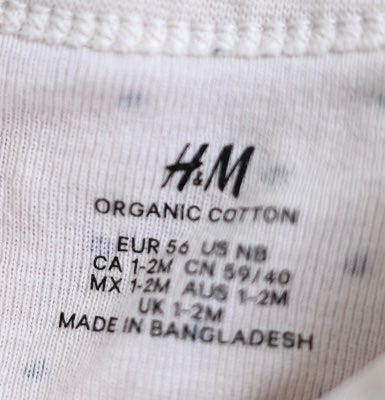 H&M
ORGANIC COTTON
EUR 56 US NB
CA 1-2M CN 59/40
MX 1-2M AUS 1-2M
UK 1-2M
MADE IN BANGLADESH